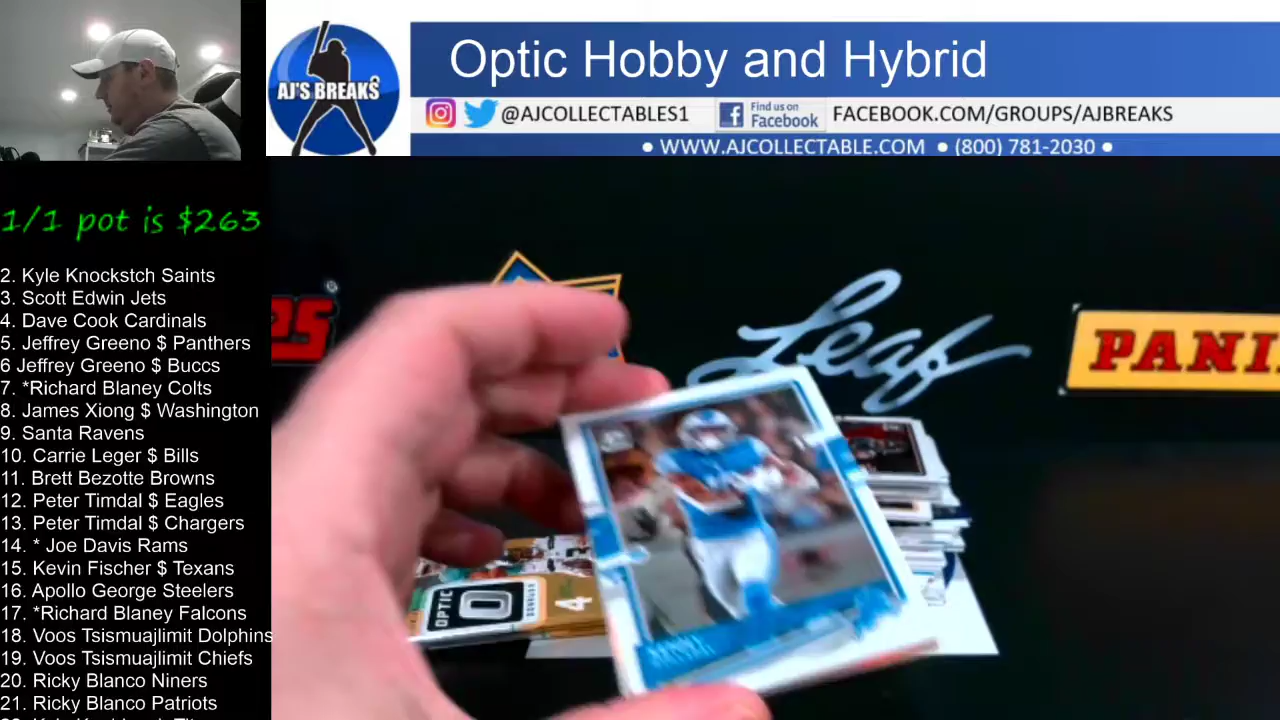 Optic Hobby and Hybrid
AJ'S BREAKS
@AJCOLLECTABLES1
Find us on
Facebook
FACEBOOK.COM/GROUPS/AJBREAKS
• WWW.AJCOLLECTABLE.COM • (800) 781-2030 •
1/1 pot is $263
2. Kyle Knockstch Saints
3. Scott Edwin Jets
4. Dave Cook Cardinals
5. Jeffrey Greeno $ Panthers
6 Jeffrey Greeno $ Buccs
7. *Richard Blaney Colts
8. James Xiong $ Washington
9. Santa Ravens
10. Carrie Leger $ Bills
11. Brett Bezotte Browns
12. Peter Timdal $ Eagles
13. Peter Timdal $ Chargers
14. * Joe Davis Rams
15. Kevin Fischer $ Texans
16. Apollo George Steelers
17. *Richard Blaney Falcons
18. Voos Tsismuajlimit Dolphins
19. Voos Tsismuajlimit Chiefs
20. Ricky Blanco Niners
21. Ricky Blanco Patriots
Leaf
PANI
OPTIC
4